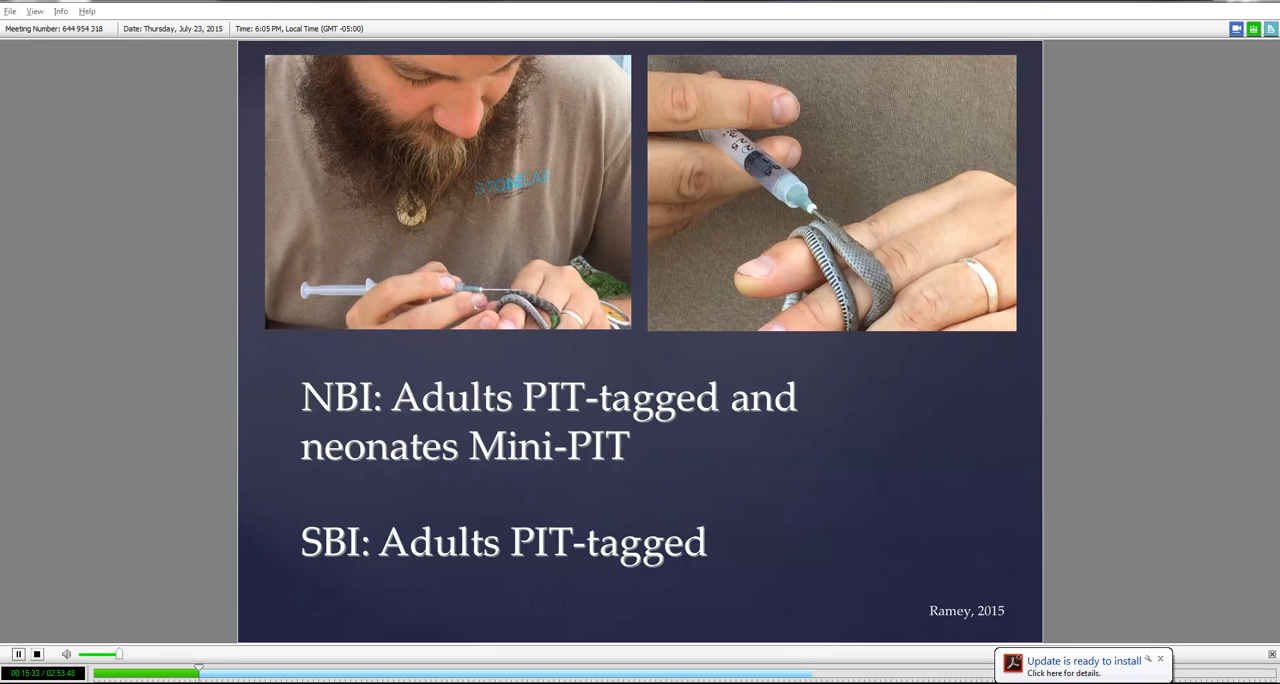 File View Info Help
Meeting Number: 644 954 318 Date: Thursday, July 23, 2015 Time: 6:05 PM, Local Time (GMT -05:00)
NBI: Adults PIT-tagged and
neonates Mini-PIT
SBI: Adults PIT-tagged
Ramey, 2015
00:15:33 / 02:53:48
Update is ready to install
Click here for details.